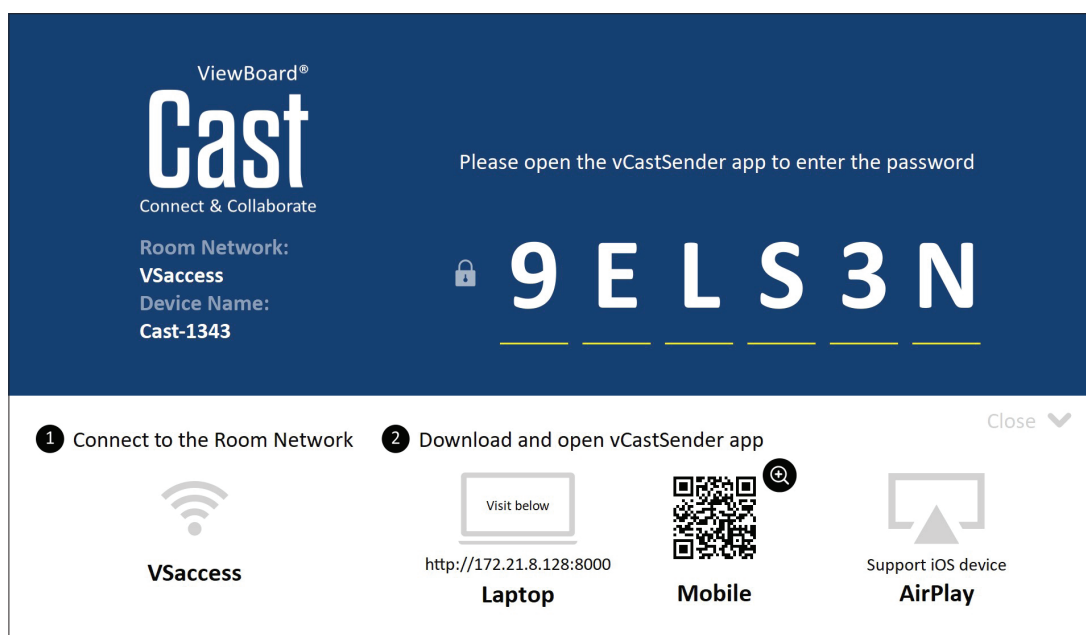 ViewBoard®
Cast
Connect & Collaborate
Room Network:
VSaccess
Device Name:
Cast-1343
Please open the vCastSender app to enter the password
9 E L S 3 N
Close
1 Connect to the Room Network
VSaccess
2 Download and open vCastSender app
Visit below
http://172.21.8.128:8000
Laptop
Mobile
Support iOS device
AirPlay